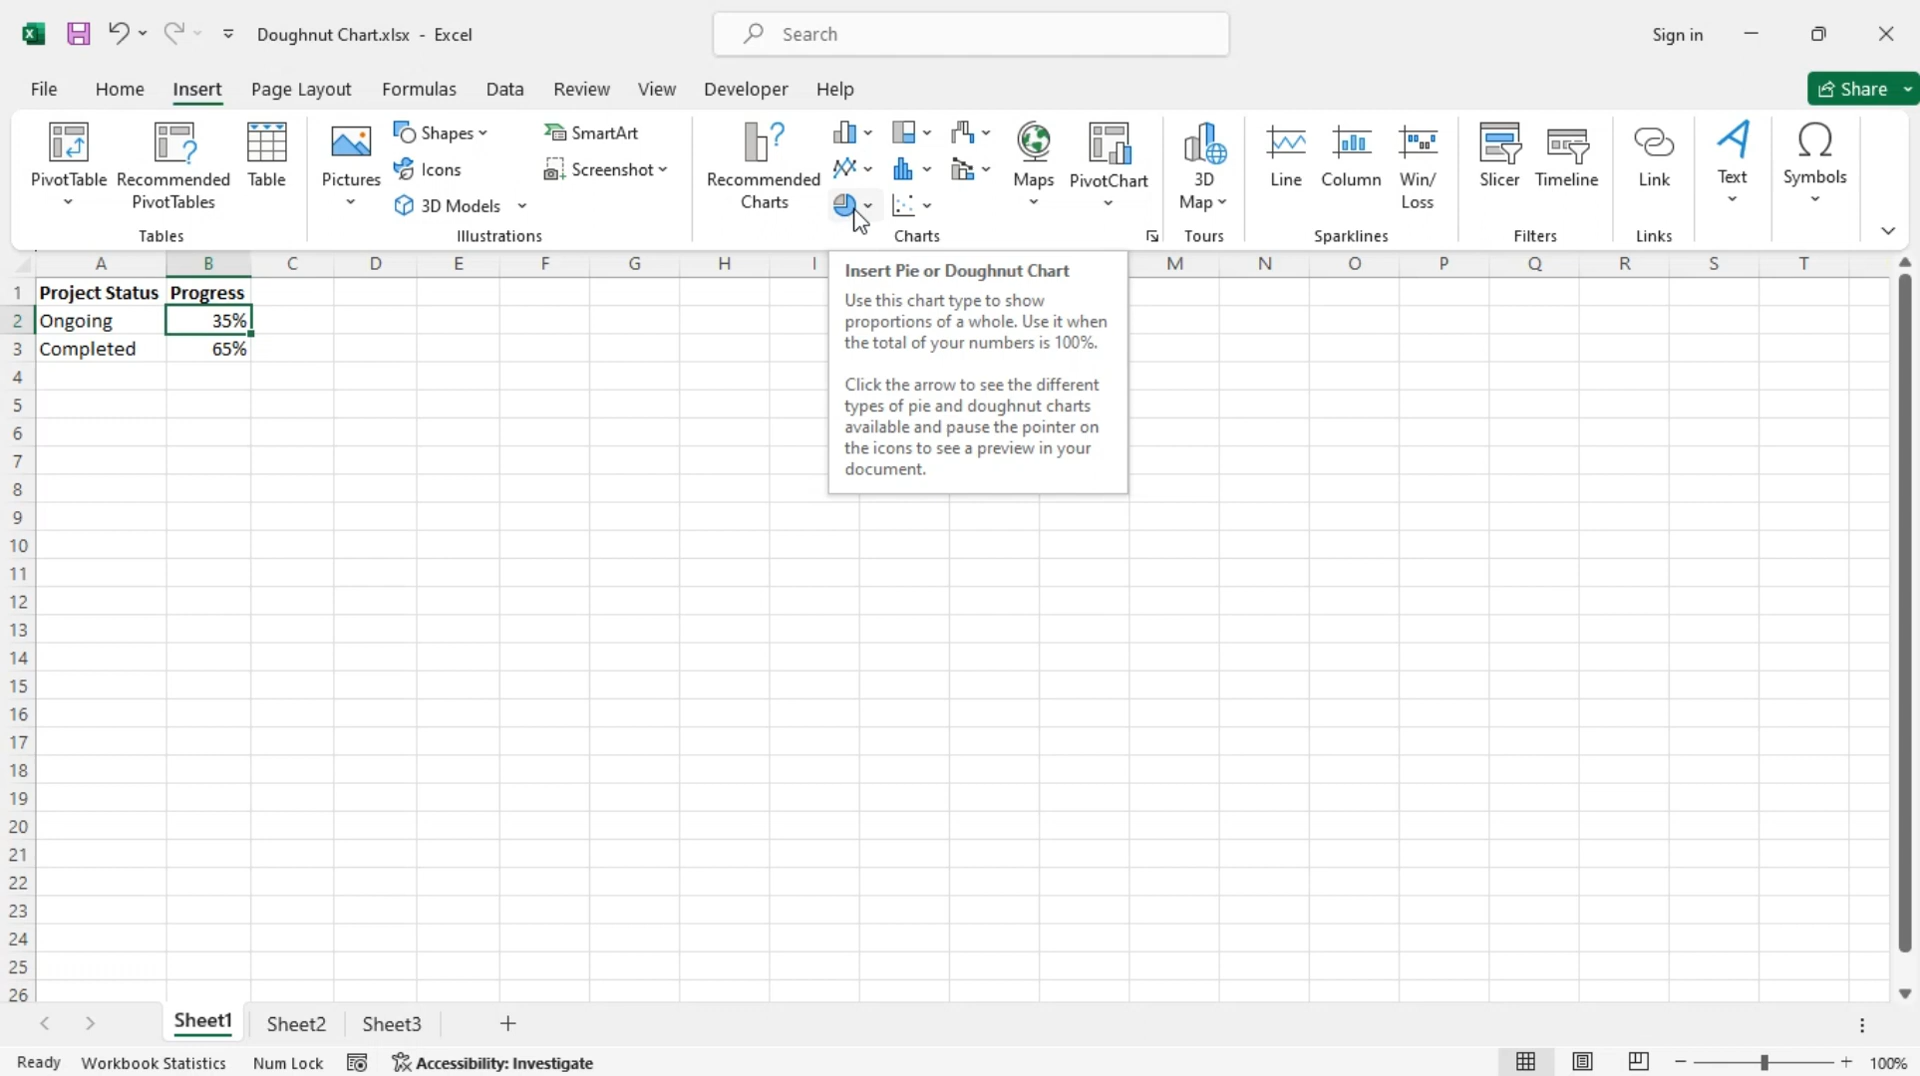 Doughnut Chart.xlsx - Excel
Search
Sign in
File Home Insert Page Layout Formulas Data Review View Developer Help
Share
PivotTable
Recommended
PivotTables
Table
Tables
Pictures
Shapes
Icons
3D Models
SmartArt
Screenshot
Illustrations
Recommended
Charts
Maps
PivotChart
Charts
3D
Map
Tours
Line
Column
Win/
Loss
Sparklines
Slicer
Timeline
Filters
Link
Links
Text
Symbols
A B C D E F G H I M N O P Q R S T
Insert Pie or Doughnut Chart
Use this chart type to show
proportions of a whole. Use it when
the total of your numbers is 100%.
Click the arrow to see the different
types of pie and doughnut charts
available and pause the pointer on
the icons to see a preview in your
document.
1 Project Status Progress
2 Ongoing 35%
3 Completed 65%
4
5
6
7
8
9
10
11
12
13
14
15
16
17
18
19
20
21
22
23
24
25
26
Sheet1 Sheet2 Sheet3
Ready Workbook Statistics Num Lock Accessibility: Investigate
100%